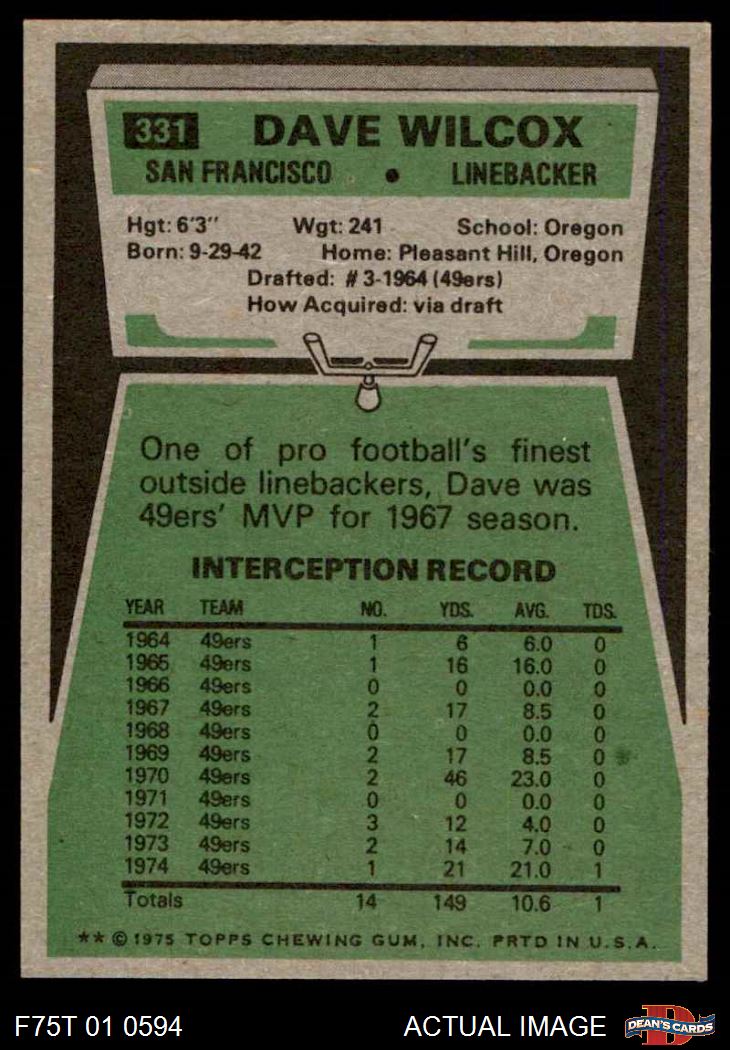 331 DAVE WILCOX
SAN FRANCISCO • LINEBACKER
Hgt: 6'3" Wgt: 241 School: Oregon
Born: 9-29-42 Home: Pleasant Hill, Oregon
Drafted: #3-1964 (49ers)
How Acquired: via draft
One of pro football's finest
outside linebackers, Dave was
49ers' MVP for 1967 season.
INTERCEPTION RECORD
YEAR TEAM NO. YDS. AVG. TDS.
1964 49ers 1 6 6.0 0
1965 49ers 1 16 16.0 0
1966 49ers 0 0 0.0 0
1967 49ers 2 17 8.5 0
1968 49ers 0 0 0.0 0
1969 49ers 2 17 8.5 0
1970 49ers 2 46 23.0 0
1971 49ers 0 0 0.0 0
1972 49ers 3 12 4.0 0
1973 49ers 2 14 7.0 0
1974 49ers 1 21 21.0 1
Totals 14 149 10.6 1
** © 1975 TOPPS CHEWING GUM, INC. PRTD IN U.S.A.
F75T 01 0594 ACTUAL IMAGE D DEAN'S CARDS